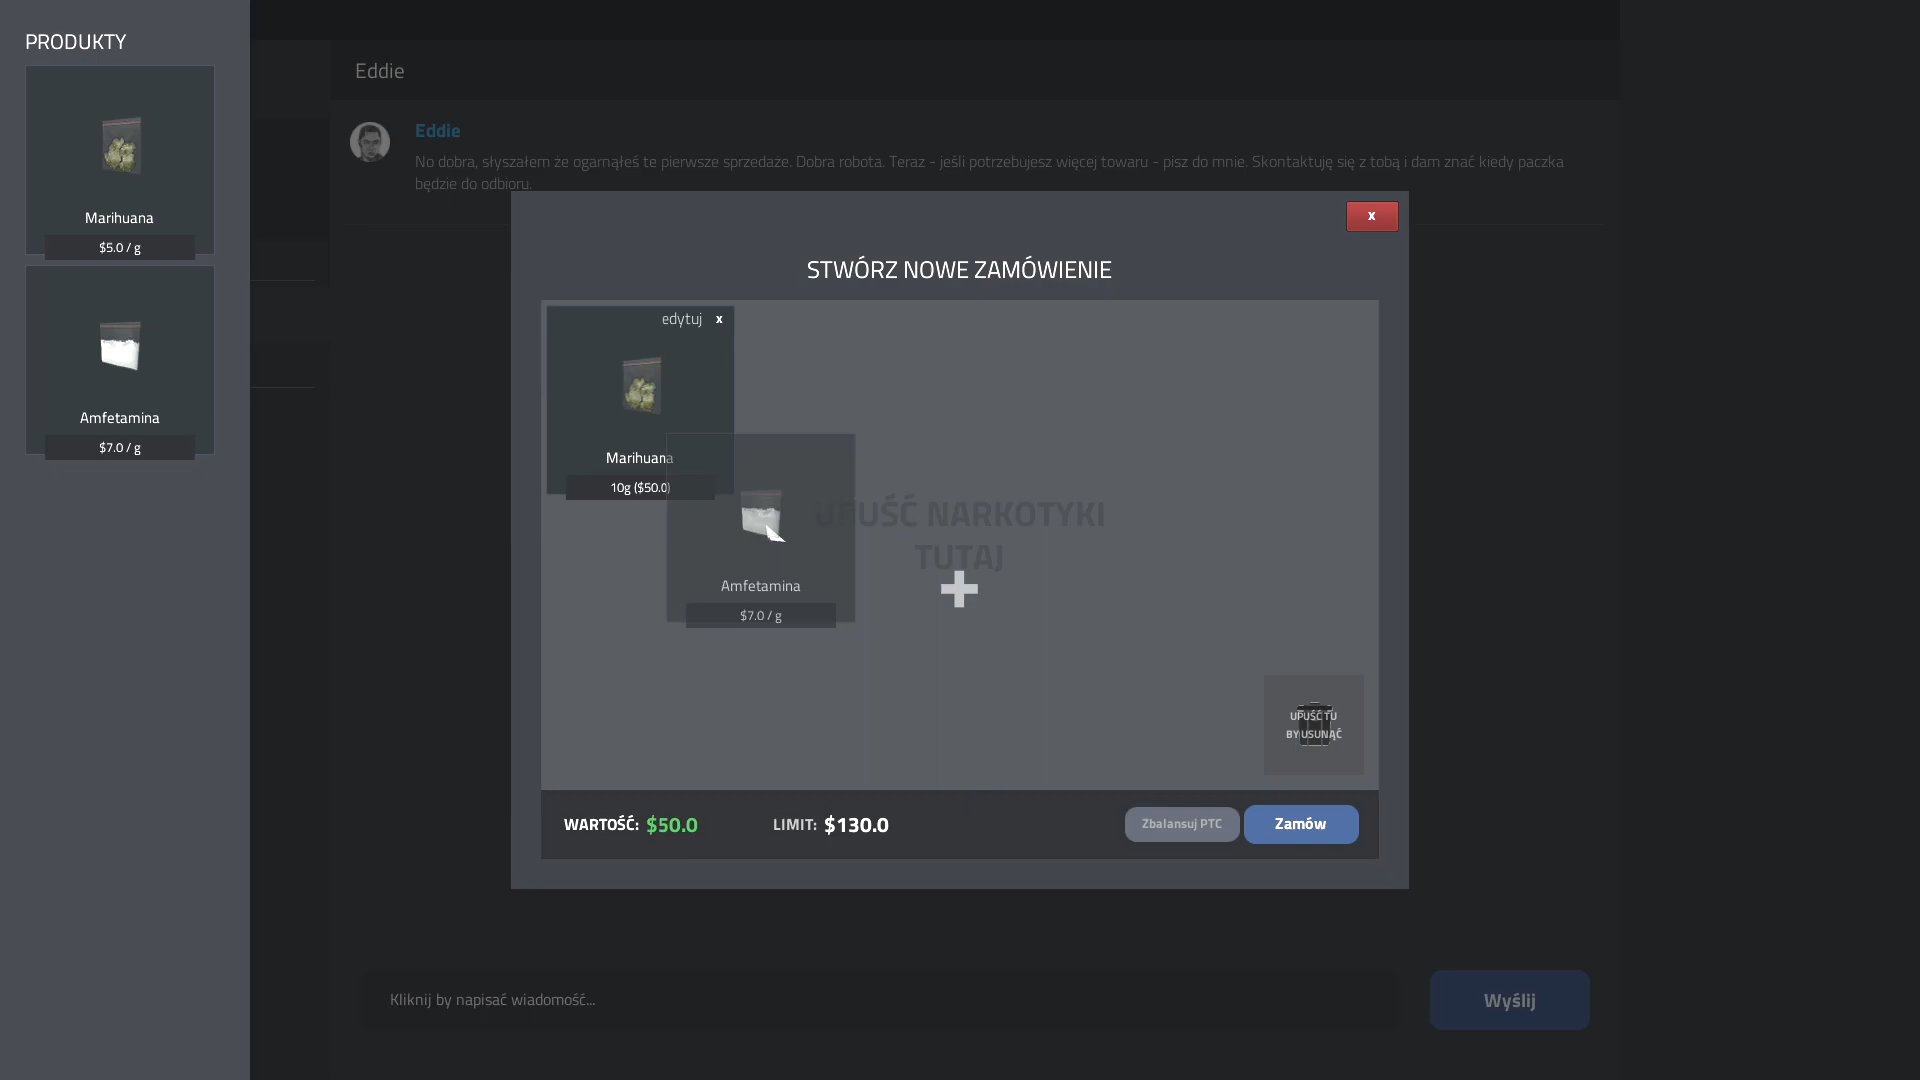 PRODUKTY
Marihuana
$5.0 / g
Amfetamina
$7.0 / g
Eddie
Eddie
No dobra, słyszałem że ogarnąłeś te pierwsze sprzedaże. Dobra robota. Teraz - jeśli potrzebujesz więcej towaru - pisz do mnie. Skontaktuję się z tobą i dam znać kiedy paczka
będzie do odbioru.
x
STWÓRZ NOWE ZAMÓWIENIE
edytuj x
Marihuana
10g ($50.0)
Amfetamina
$7.0 / g
UPUŚĆ NARKOTYKI
TUTAJ
UPUŚĆ TU
BY USUNĄĆ
WARTOŚĆ: $50.0
LIMIT: $130.0
Zbalansuj PTC
Zamów
Kliknij by napisać wiadomość...
Wyślij